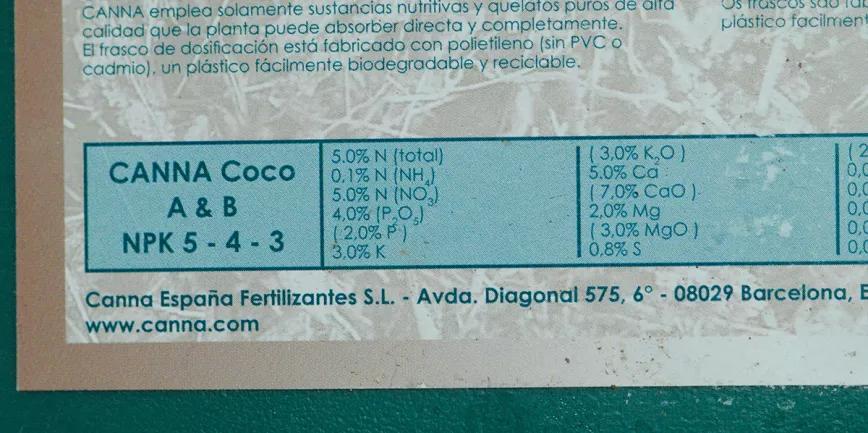 CANNA emplea solamente sustancias nutritivas y quelatos puros de alta
calidad que la planta puede absorber directa y completamente.
El frasco de dosificación está fabricado con polietileno (sin PVC o
cadmio), un plástico fácilmente biodegradable y reciclable.
Os frascos são
plástico
CANNA Coco
A & B
NPK 5 - 4 - 3
5.0% N (total)
0.1% N (NH₄)
5.0% N (NO₃)
4.0% (P₂O₅)
( 2,0% P )
3.0% K
( 3.0% K₂O )
5.0% Ca
( 7,0% CaO )
2,0% Mg
( 3,0% MgO )
0,8% S
Canna España Fertilizantes S.L. - Avda. Diagonal 575, 6° - 08029 Barcelona,
www.canna.com